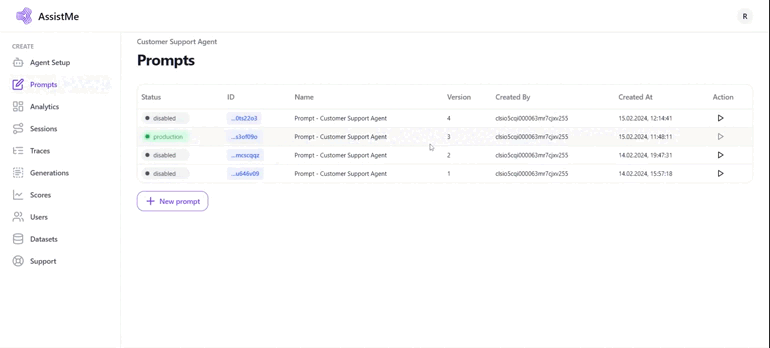 AssistMe
R
CREATE
Agent Setup
Prompts
Analytics
Sessions
Traces
Generations
Scores
Users
Datasets
Support
Customer Support Agent
Prompts
Status ID Name Version Created By Created At Action
disabled ...0ts22n3 Prompt - Customer Support Agent 4 clsio5cqi000063mr7cjxv255 15.02.2024, 12:14:41
production ...s3of09o Prompt - Customer Support Agent 3 clsio5cqi000063mr7cjxv255 15.02.2024, 11:48:11
disabled ...mcscqqz Prompt - Customer Support Agent 2 clsio5cqi000063mr7cjxv255 14.02.2024, 19:47:31
disabled ...u646v09 Prompt - Customer Support Agent 1 clsio5cqi000063mr7cjxv255 14.02.2024, 15:57:18
New prompt